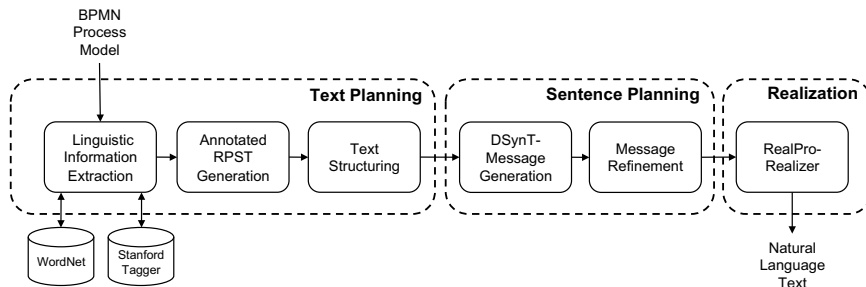 BPMN
Process
Model
Text Planning
Sentence Planning
Realization
Linguistic
Information
Extraction
Annotated
RPST
Generation
Text
Structuring
DSynT-
Message
Generation
Message
Refinement
RealPro-
Realizer
WordNet
Stanford
Tagger
Natural
Language
Text